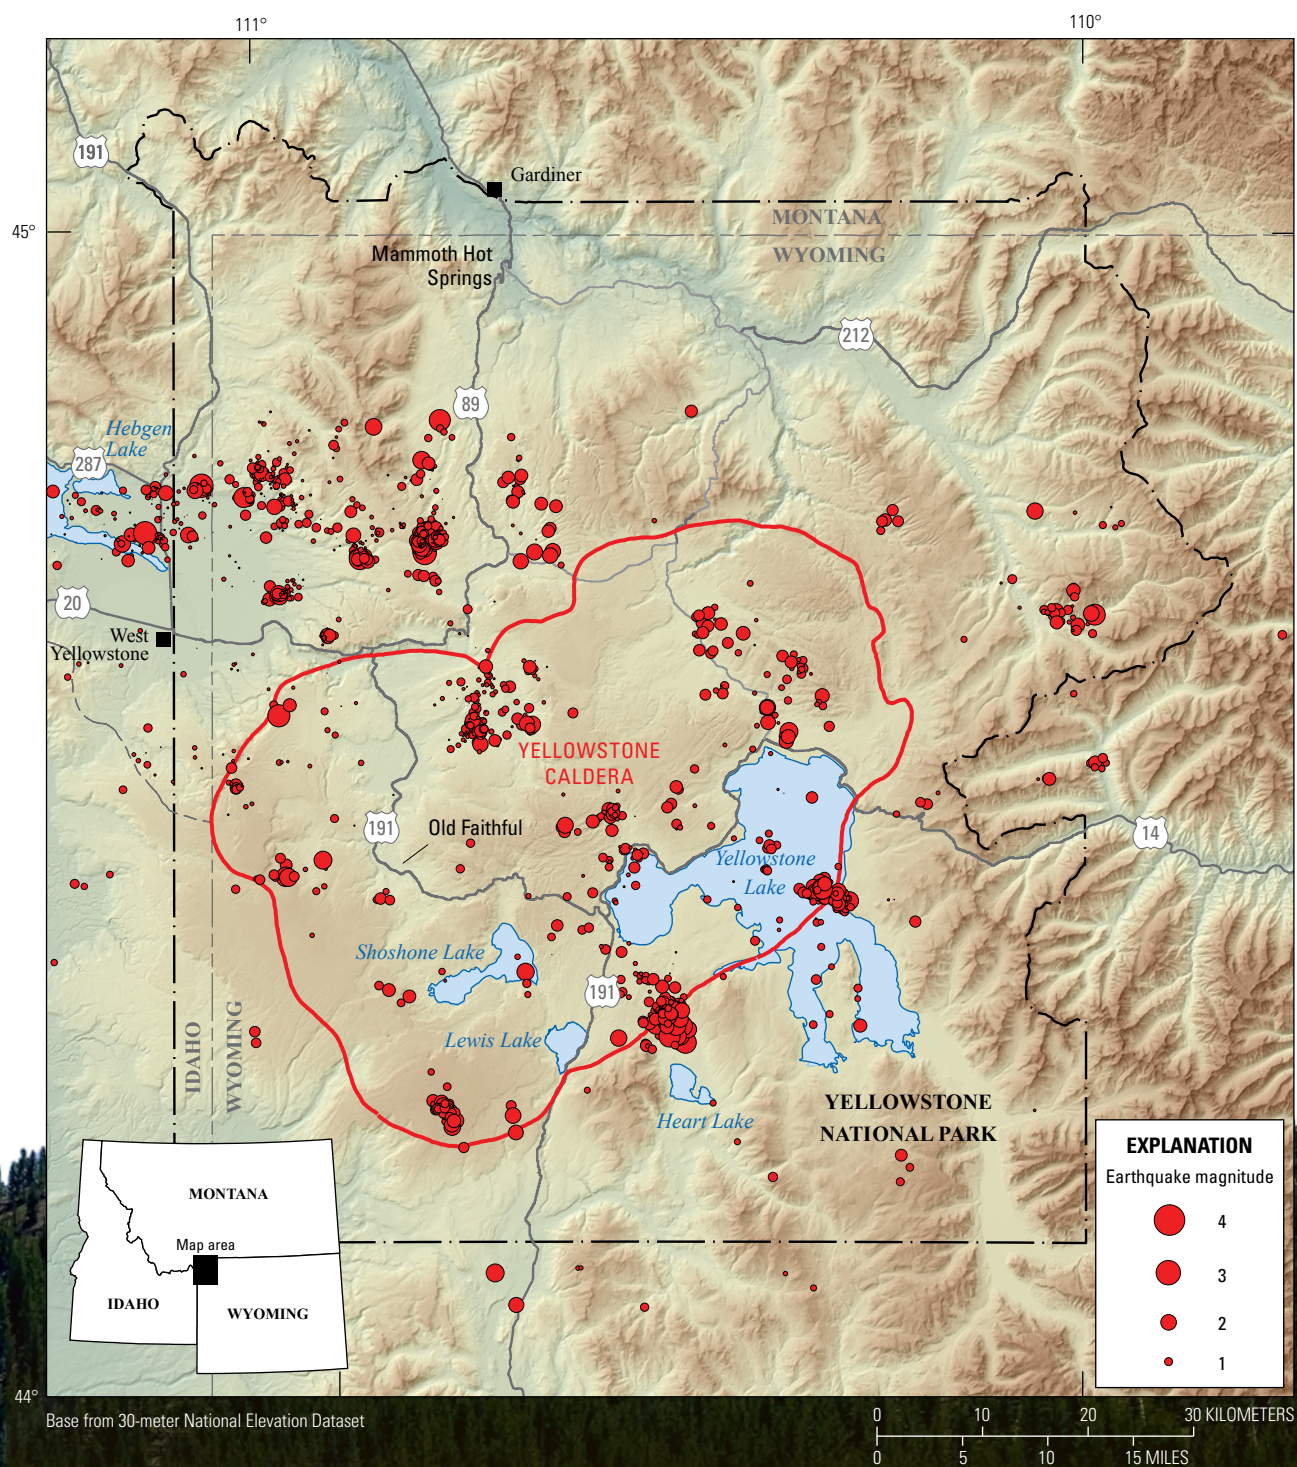 111°
110°
191
Gardiner
45°
MONTANA
WYOMING
Mammoth Hot
Springs
212
89
Hebgen
Lake
287
20
West
Yellowstone
YELLOWSTONE
CALDERA
191
Old Faithful
14
Yellowstone
Lake
Shoshone Lake
191
Lewis Lake
IDAHO
WYOMING
Heart Lake
YELLOWSTONE
NATIONAL PARK
EXPLANATION
Earthquake magnitude
4
3
2
1
MONTANA
Map area
IDAHO
WYOMING
44°
Base from 30-meter National Elevation Dataset
0 10 20 30 KILOMETERS
0 5 10 15 MILES